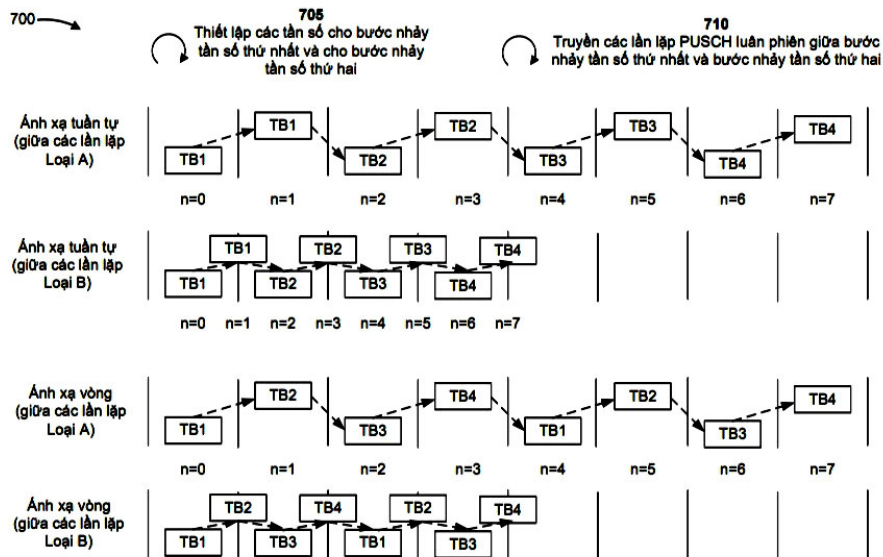 700
705
Thiết lập các tần số cho bước nhảy
tần số thứ nhất và cho bước nhảy
tần số thứ hai
710
Truyền các lần lặp PUSCH luân phiên giữa bước
nhảy tần số thứ nhất và bước nhảy tần số thứ hai
Ánh xạ tuần tự
(giữa các lần lặp
Loại A)
TB1 TB1 TB2 TB2 TB3 TB3 TB4 TB4
n=0 n=1 n=2 n=3 n=4 n=5 n=6 n=7
Ánh xạ tuần tự
(giữa các lần lặp
Loại B)
TB1 TB1 TB2 TB2 TB3 TB3 TB4 TB4
n=0 n=1 n=2 n=3 n=4 n=5 n=6 n=7
Ánh xạ vòng
(giữa các lần lặp
Loại A)
TB1 TB2 TB3 TB4 TB1 TB2 TB3 TB4
n=0 n=1 n=2 n=3 n=4 n=5 n=6 n=7
Ánh xạ vòng
(giữa các lần lặp
Loại B)
TB1 TB2 TB3 TB4 TB1 TB2 TB3 TB4